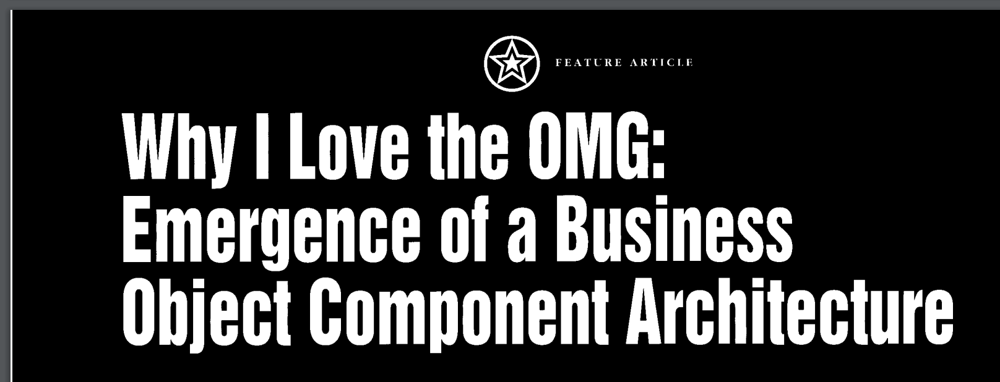 FEATURE ARTICLE
Why I Love the OMG:
Emergence of a Business
Object Component Architecture